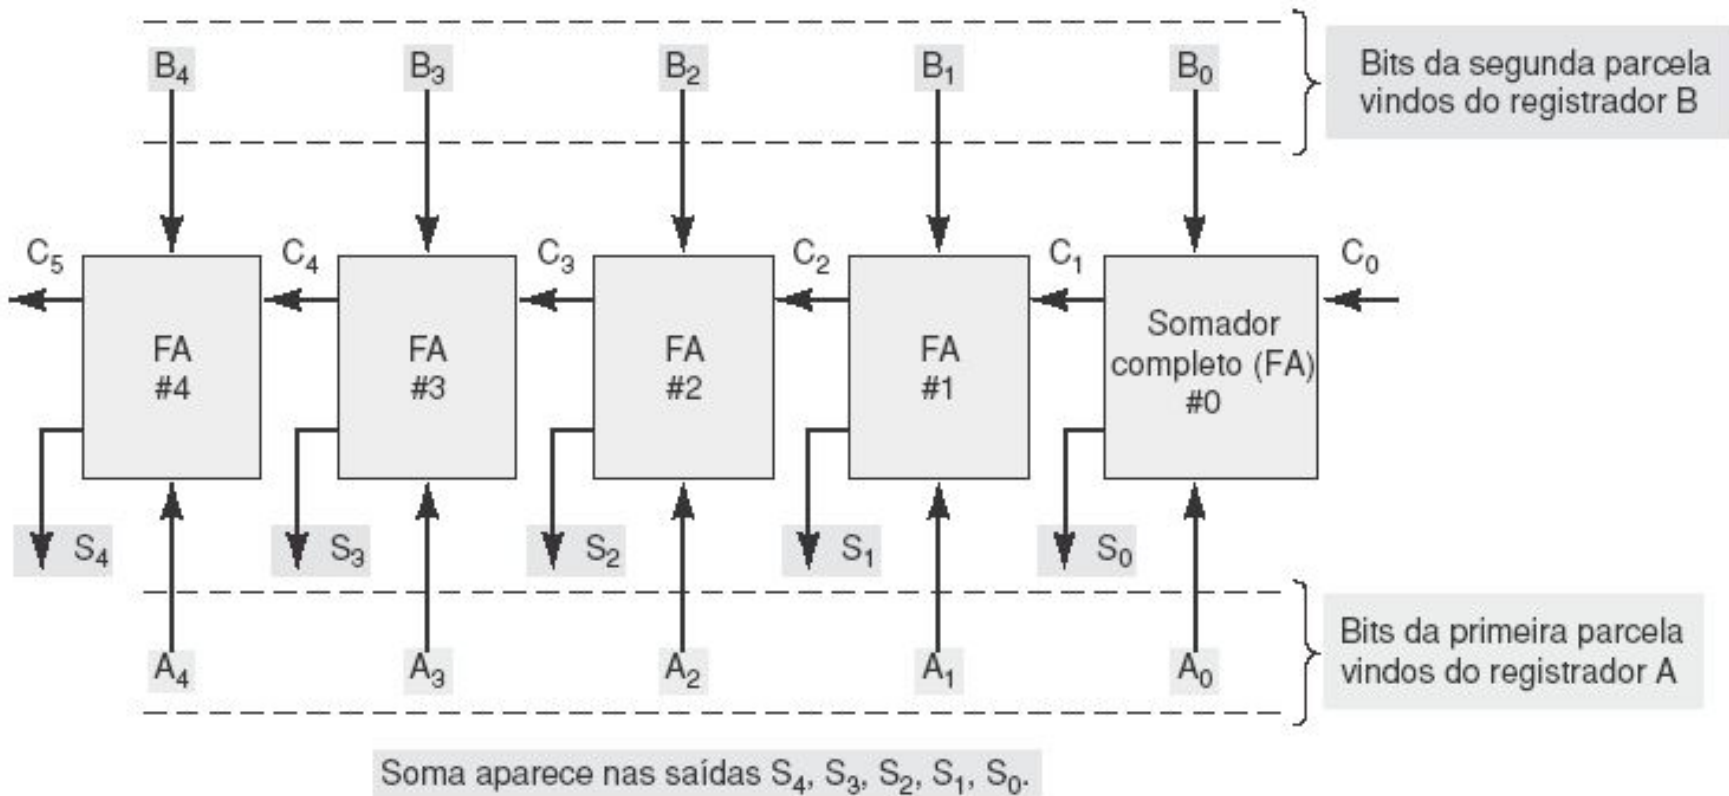 B₄ B₃ B₂ B₁ B₀
Bits da segunda parcela
vindos do registrador B
C₅ C₄ C₃ C₂ C₁ C₀
FA
#4
FA
#3
FA
#2
FA
#1
Somador
completo (FA)
#0
S₄ S₃ S₂ S₁ S₀
A₄ A₃ A₂ A₁ A₀
Bits da primeira parcela
vindos do registrador A
Soma aparece nas saídas S₄, S₃, S₂, S₁, S₀.